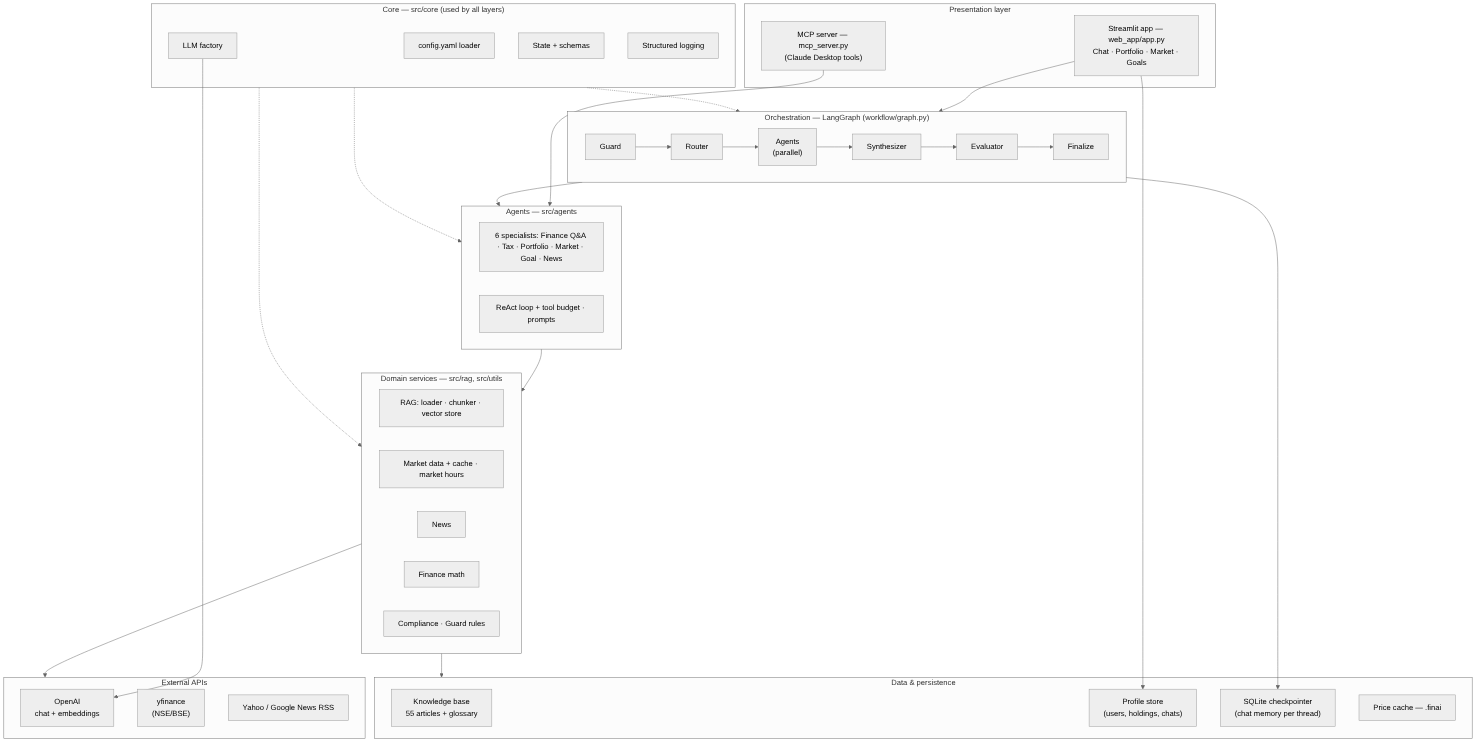 Core — src/core (used by all layers)
LLM factory
config.yaml loader
State + schemas
Structured logging
Presentation layer
MCP server —
mcp_server.py
(Claude Desktop tools)
Streamlit app —
web_app/app.py
Chat · Portfolio · Market ·
Goals
Orchestration — LangGraph (workflow/graph.py)
Guard
Router
Agents
(parallel)
Synthesizer
Evaluator
Finalize
Agents — src/agents
6 specialists: Finance Q&A
· Tax · Portfolio · Market ·
Goal · News
ReAct loop + tool budget ·
prompts
Domain services — src/rag, src/utils
RAG: loader · chunker ·
vector store
Market data + cache ·
market hours
News
Finance math
Compliance · Guard rules
External APIs
OpenAI
chat + embeddings
yfinance
(NSE/BSE)
Yahoo / Google News RSS
Data & persistence
Knowledge base
55 articles + glossary
Profile store
(users, holdings, chats)
SQLite checkpointer
(chat memory per thread)
Price cache — .finai